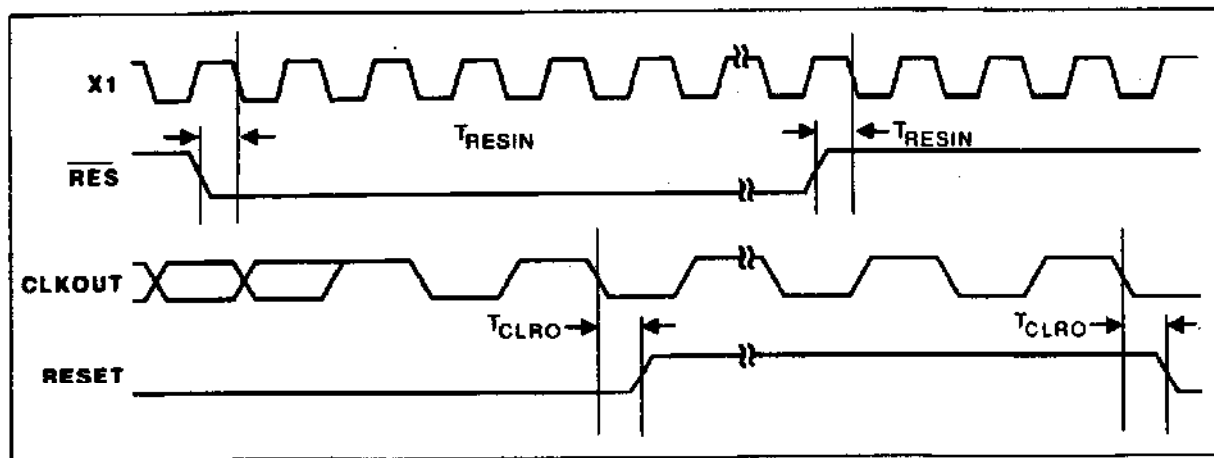 X1
T_RESIN
T_RESIN
RES
CLKOUT
T_CLRO
T_CLRO
RESET